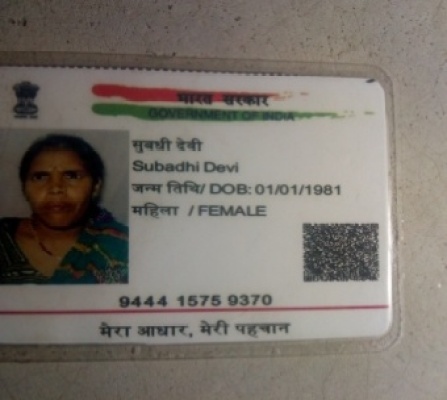 भारत सरकार
GOVERNMENT OF INDIA
सुबधी देवी
Subadhi Devi
जन्म तिथि/ DOB: 01/01/1981
महिला / FEMALE
9444 1575 9370
मेरा आधार, मेरी पहचान